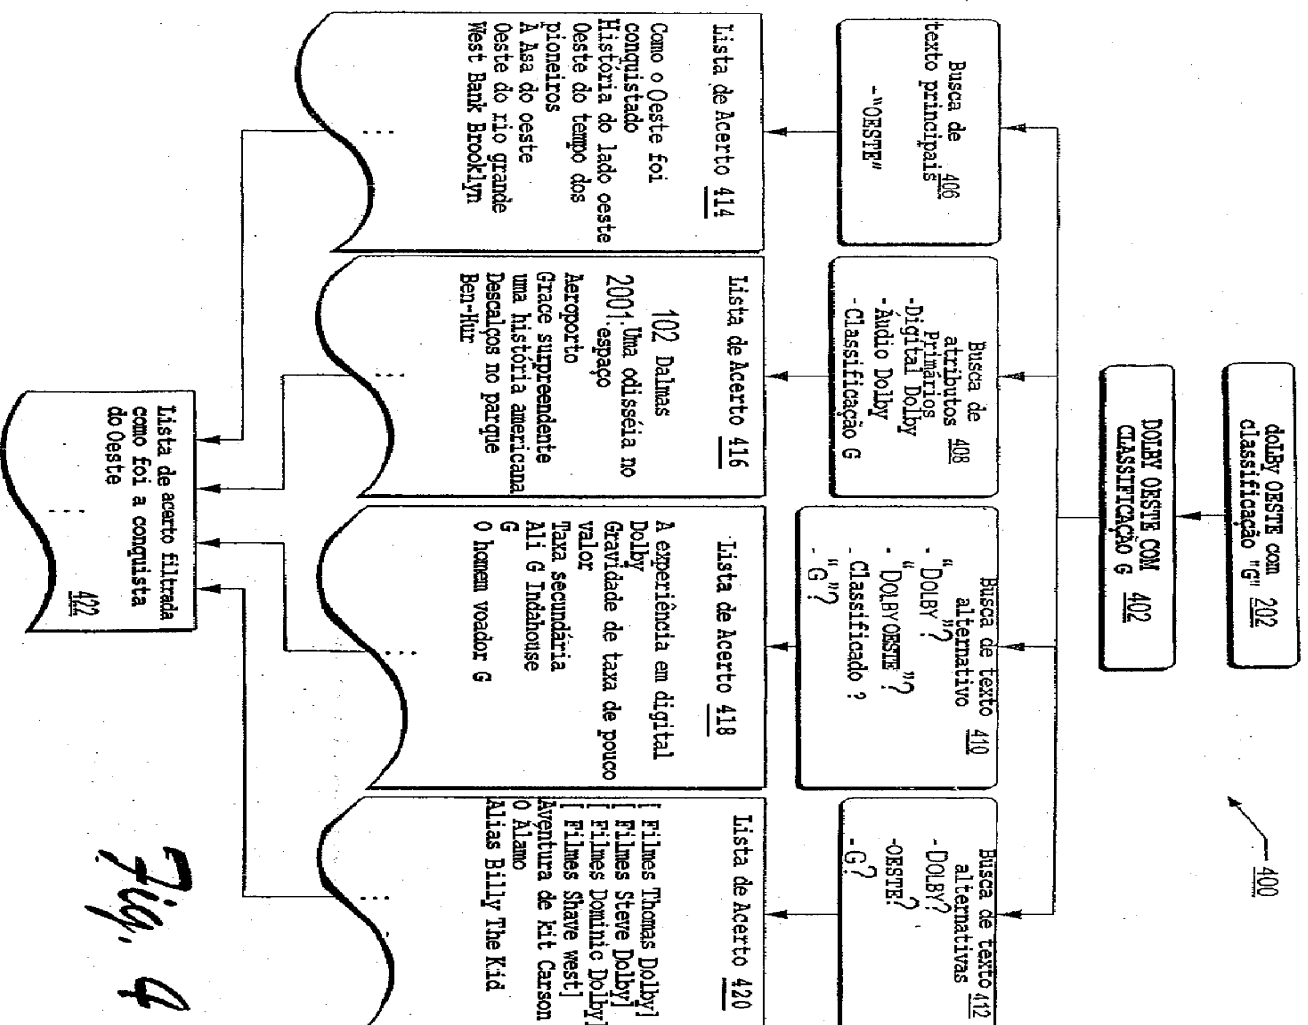 400
doLBy OESTE com
classificação "G" 202
DOLBY OESTE COM
CLASSIFICAÇÃO G 402
Busca de
texto principais 406
-"OESTE"
Busca de
atributos 408
Primários
-Digital Dolby
-Áudio Dolby
-Classificação G
Busca de texto
alternativo 410
- "DOLBY"?
- "DOLBYOESTE"?
- Classificado ?
- "G"?
Busca de texto
alternativas 412
-DOLBY?
-OESTE?
-G?
Lista de Acerto 414
Como o Oeste foi
conquistado
História do lado oeste
Oeste do tempo dos
pioneiros
A Asa do oeste
Oeste do rio grande
West Bank Brooklyn
...
Lista de Acerto 416
102 Dalmas
2001.Uma odisséia no
espaço
Aeroporto
Grace surpreendente
uma história americana
Descalços no parque
Ben-Hur
...
Lista de Acerto 418
A experiência em digital
Dolby
Gravidade de taxa de pouco
valor
Taxa secundária
Ali G Indahouse
G
O homem voador G
...
Lista de Acerto 420
[ Filmes Thomas Dolby]
[ Filmes Steve Dolby]
[ Filmes Dominic Dolby]
[ Filmes Shave west]
Aventura de kit Carson
O Álamo
Alias Billy The Kid
...
Lista de acerto filtrada
como foi a conquista
do Oeste
...
422
Fig. 4